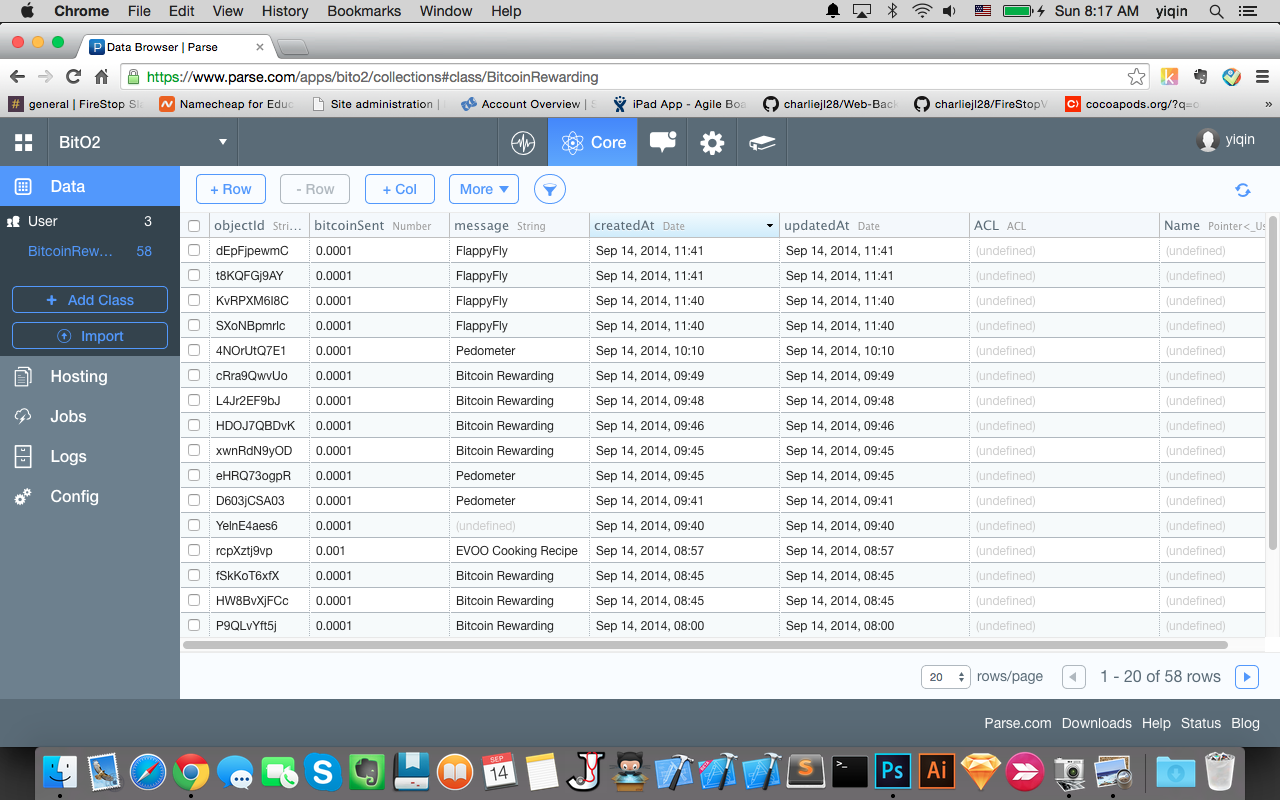 Chrome File Edit View History Bookmarks Window Help Sun 8:17 AM yiqin
Data Browser | Parse
https://www.parse.com/apps/bito2/collections#class/BitcoinRewarding
general | FireStop Namecheap for Educ Site administration | Account Overview | iPad App - Agile Boa charliejl28/Web-Back charliejl28/FireStop cocoapods.org/?q= »
BitO2 Core yiqin
Data + Row - Row + Col More
User 3 objectId Stri... bitcoinSent Number message String createdAt Date updatedAt Date ACL ACL Name Pointer<_Us
BitcoinRew... 58 dEpFjpewmC 0.0001 FlappyFly Sep 14, 2014, 11:41 Sep 14, 2014, 11:41 (undefined) (undefined)
t8KQFGj9AY 0.0001 FlappyFly Sep 14, 2014, 11:41 Sep 14, 2014, 11:41 (undefined) (undefined)
+ Add Class KvRPXM6I8C 0.0001 FlappyFly Sep 14, 2014, 11:40 Sep 14, 2014, 11:40 (undefined) (undefined)
Import SXoNBpmrlc 0.0001 FlappyFly Sep 14, 2014, 11:40 Sep 14, 2014, 11:40 (undefined) (undefined)
4NOrUtQ7E1 0.0001 Pedometer Sep 14, 2014, 10:10 Sep 14, 2014, 10:10 (undefined) (undefined)
Hosting cRra9QwvUo 0.0001 Bitcoin Rewarding Sep 14, 2014, 09:49 Sep 14, 2014, 09:49 (undefined) (undefined)
L4Jr2EF9bJ 0.0001 Bitcoin Rewarding Sep 14, 2014, 09:48 Sep 14, 2014, 09:48 (undefined) (undefined)
Jobs HDOJ7QBDvK 0.0001 Bitcoin Rewarding Sep 14, 2014, 09:46 Sep 14, 2014, 09:46 (undefined) (undefined)
Logs xwnRdN9yOD 0.0001 Bitcoin Rewarding Sep 14, 2014, 09:45 Sep 14, 2014, 09:45 (undefined) (undefined)
eHRQ73ogpR 0.0001 Pedometer Sep 14, 2014, 09:45 Sep 14, 2014, 09:45 (undefined) (undefined)
Config D603jCSA03 0.0001 Pedometer Sep 14, 2014, 09:41 Sep 14, 2014, 09:41 (undefined) (undefined)
YelnE4aes6 0.0001 (undefined) Sep 14, 2014, 09:40 Sep 14, 2014, 09:40 (undefined) (undefined)
rcpXztj9vp 0.001 EVOO Cooking Recipe Sep 14, 2014, 08:57 Sep 14, 2014, 08:57 (undefined) (undefined)
fSkKoT6xfX 0.0001 Bitcoin Rewarding Sep 14, 2014, 08:45 Sep 14, 2014, 08:45 (undefined) (undefined)
HW8BvXjFCc 0.0001 Bitcoin Rewarding Sep 14, 2014, 08:45 Sep 14, 2014, 08:45 (undefined) (undefined)
P9QLvYft5j 0.0001 Bitcoin Rewarding Sep 14, 2014, 08:00 Sep 14, 2014, 08:00 (undefined) (undefined)
20 rows/page 1 - 20 of 58 rows
Parse.com Downloads Help Status Blog
SEP
14 Ps Ai